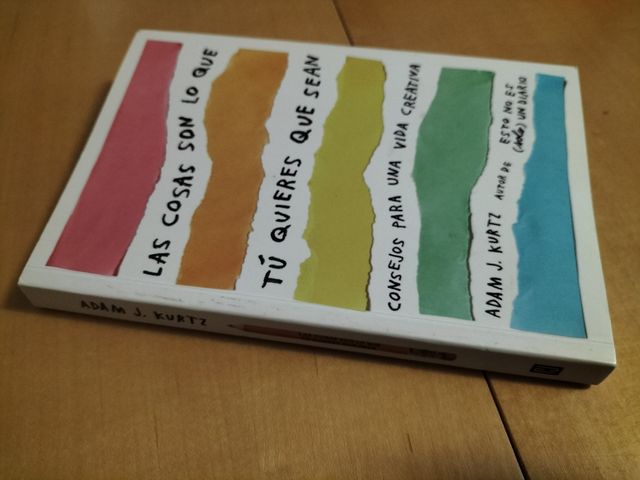 LAS COSAS SON LO QUE
TÚ QUIERES QUE SEAN
CONSEJOS PARA UNA VIDA CREATIVA
ADAM J. KURTZ AUTOR DE ESTO NO ES
(solo) UN DIARIO
ADAM J. KURTZ